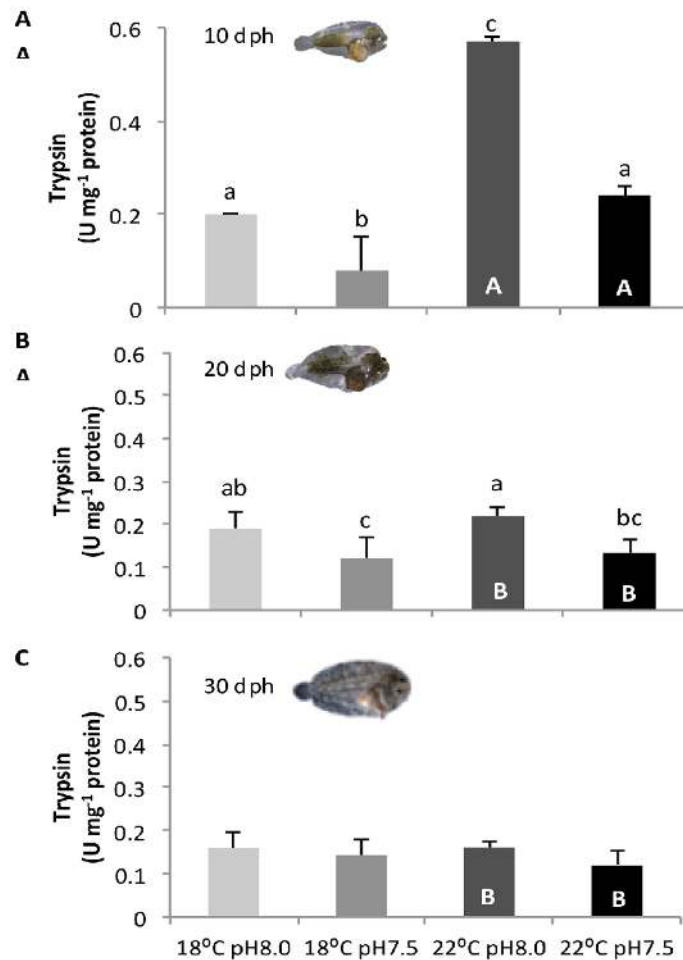 A
A
10 d ph
Trypsin
(U mg-1 protein)
0.6
0.4
0.2
0
a
b
c
a
A
A
B
A
20 d ph
Trypsin
(U mg-1 protein)
0.6
0.5
0.4
0.3
0.2
0.1
0
ab
c
a
bc
B
B
C
30 d ph
Trypsin
(U mg-1 protein)
0.6
0.5
0.4
0.3
0.2
0.1
0
B
B
18°C pH8.0 18°C pH7.5 22°C pH8.0 22°C pH7.5